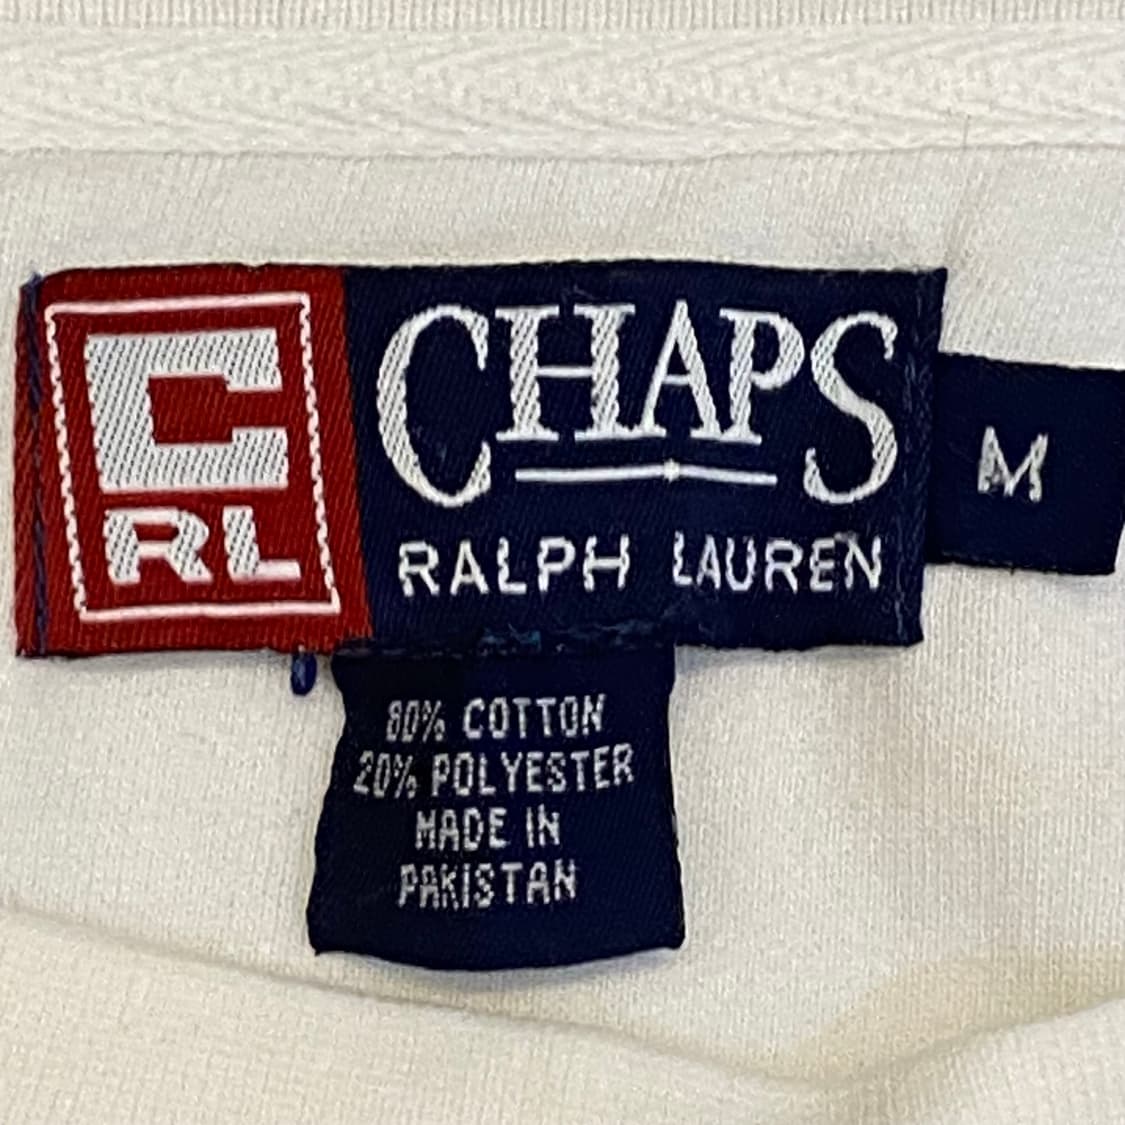 C
RL
CHAPS
RALPH LAUREN
M
80% COTTON
20% POLYESTER
MADE IN
PAKISTAN